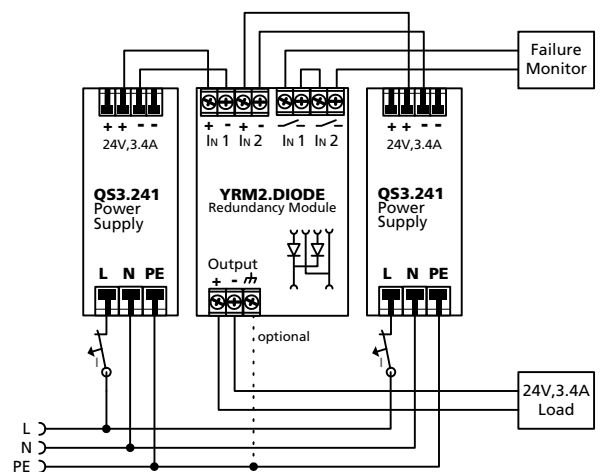 Failure
Monitor
+ + - -
24V,3.4A
QS3.241
Power
Supply
L N PE
+ - + -
IN 1 IN 2 IN 1 IN 2
YRM2.DIODE
Redundancy Module
Output
+ -
optional
+ + - -
24V,3.4A
QS3.241
Power
Supply
L N PE
I
I
24V,3.4A
Load
L
N
PE